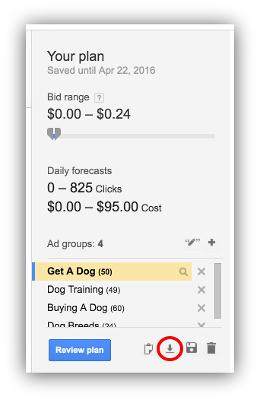 Your plan
Saved until Apr 22, 2016
Bid range ?
$0.00 – $0.24
Daily forecasts
0 – 825 Clicks
$0.00 – $95.00 Cost
Ad groups: 4
Get A Dog (50)
Dog Training (49)
Buying A Dog (60)
Dog Breeds (24)
Review plan